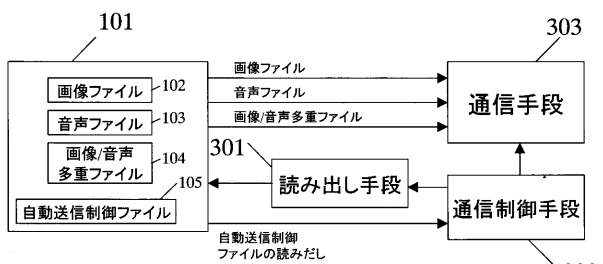 101
303
画像ファイル
102
音声ファイル
103
画像/音声
多重ファイル
104
105
自動送信制御ファイル
画像ファイル
音声ファイル
画像/音声多重ファイル
通信手段
301
読み出し手段
通信制御手段
自動送信制御
ファイルの読みだし